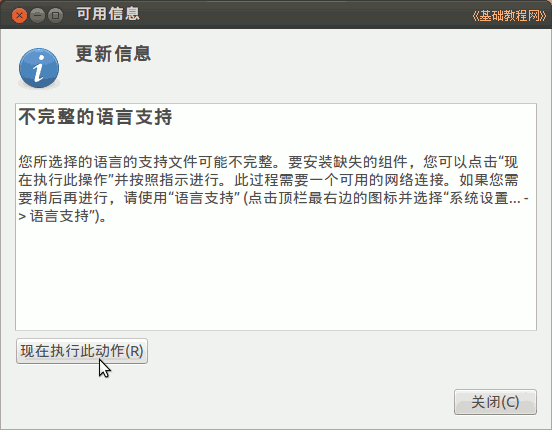 可用信息
《基础教程网》
更新信息
不完整的语言支持
您所选择的语言的支持文件可能不完整。要安装缺失的组件，您可以点击“现
在执行此操作”并按照指示进行。此过程需要一个可用的网络连接。如果您需
要稍后再进行，请使用“语言支持” (点击顶栏最右边的图标并选择“系统设置... -
> 语言支持”)。
现在执行此动作(R)
关闭(C)